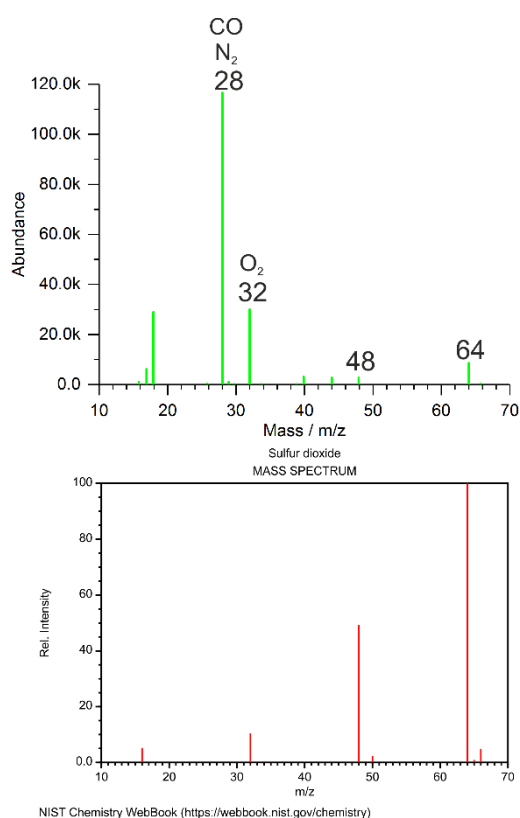 CO
N₂
28
120.0k
100.0k
80.0k
60.0k
40.0k
20.0k
0.0
Abundance
O₂
32
48
64
10 20 30 40 50 60 70
Mass / m/z
Sulfur dioxide
MASS SPECTRUM
100
80
60
40
20
0.0
Rel. Intensity
10 20 30 40 50 60 70
m/z
NIST Chemistry WebBook (https://webbook.nist.gov/chemistry)